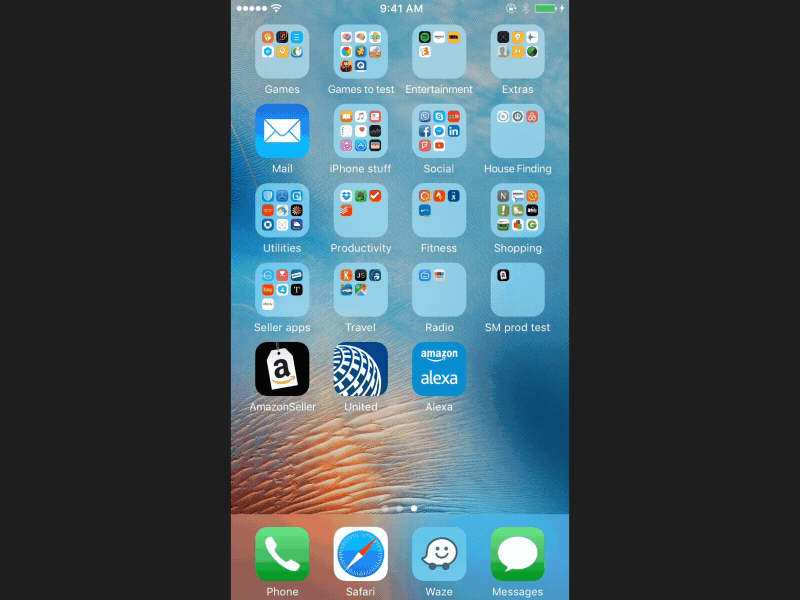 9:41 AM
Games
Games to test
Entertainment
Extras
Mail
iPhone stuff
Social
House Finding
Utilities
Productivity
Fitness
Shopping
Seller apps
Travel
Radio
SM prod test
amazon
alexa
AmazonSeller
United
Alexa
Phone
Safari
Waze
Messages